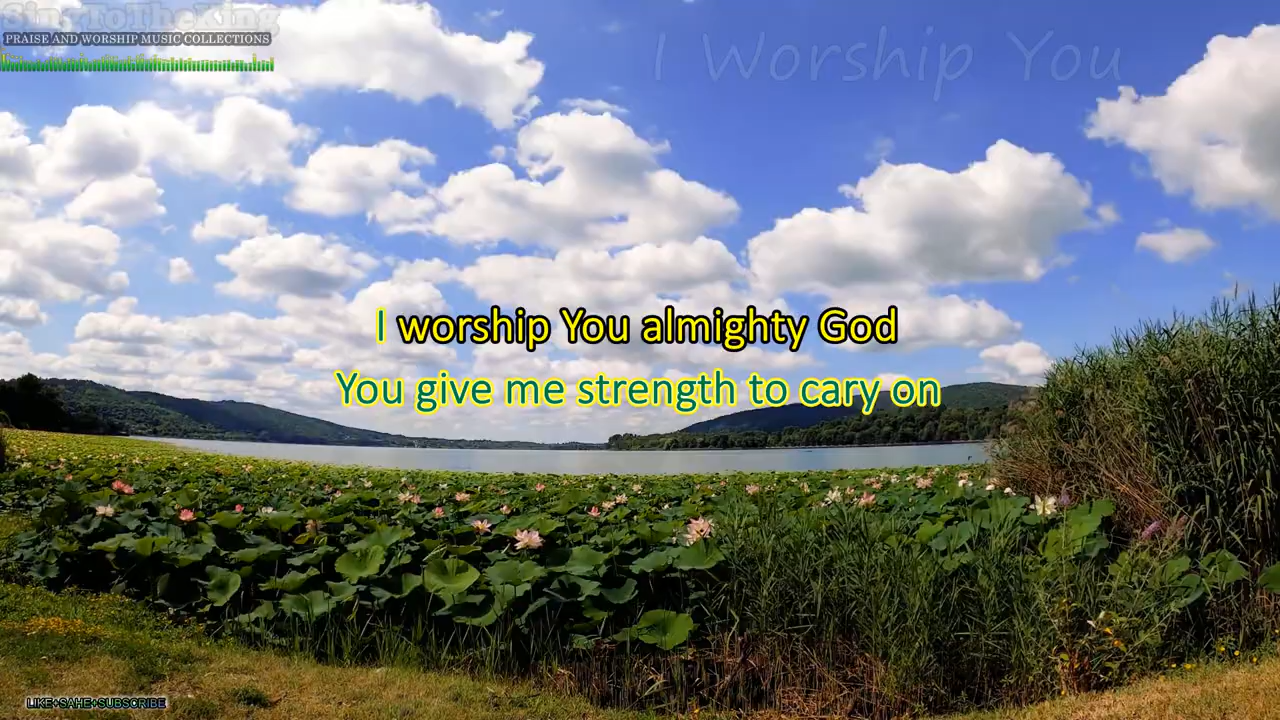 SingToTheKing
PRAISE AND WORSHIP MUSIC COLLECTIONS
I Worship You
I worship You almighty God
You give me strength to cary on
LIKE+SAHE+SUBSCRIBE